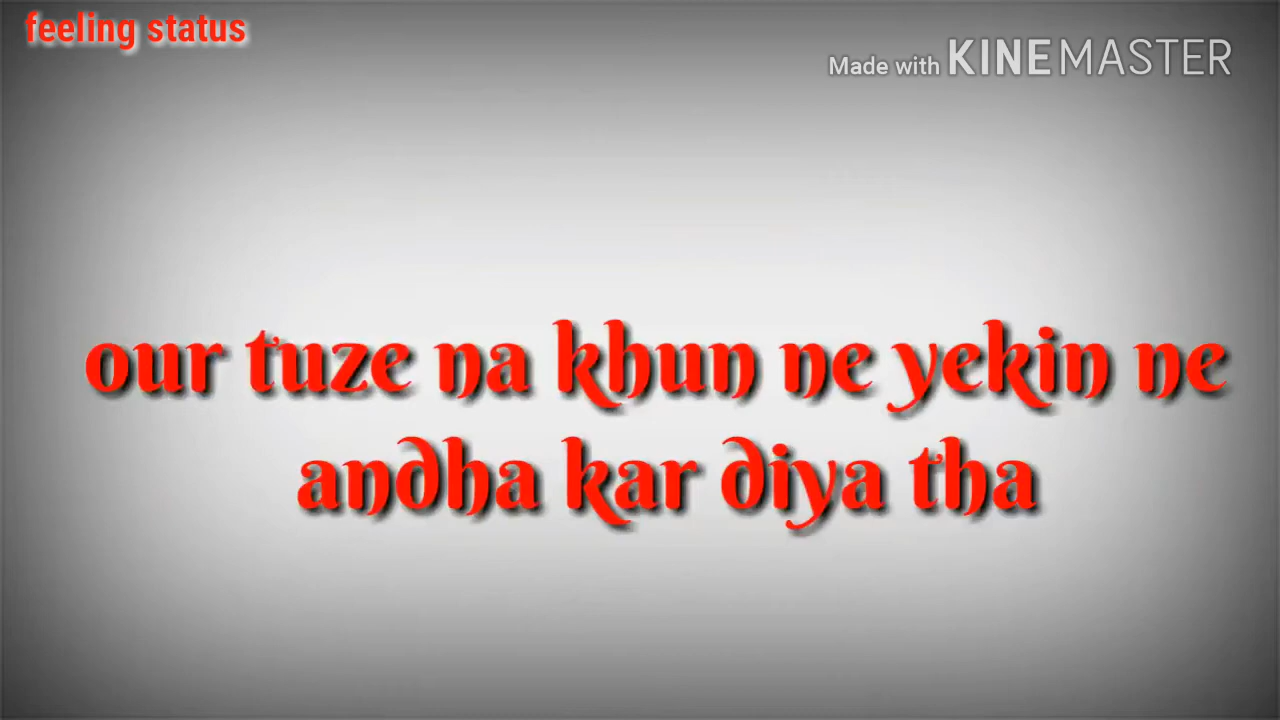 feeling status
Made with KINEMASTER
our tuze na khun ne yekin ne
andha kar diya tha